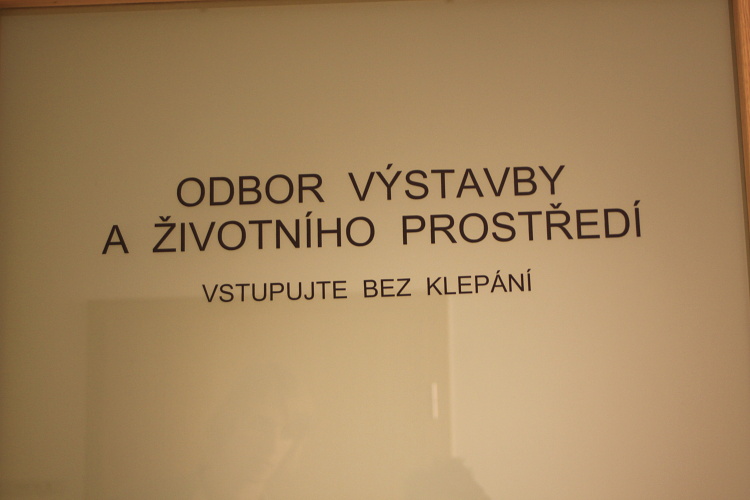 ODBOR VÝSTAVBY
A ŽIVOTNÍHO PROSTŘEDÍ
VSTUPUJTE BEZ KLEPÁNÍ